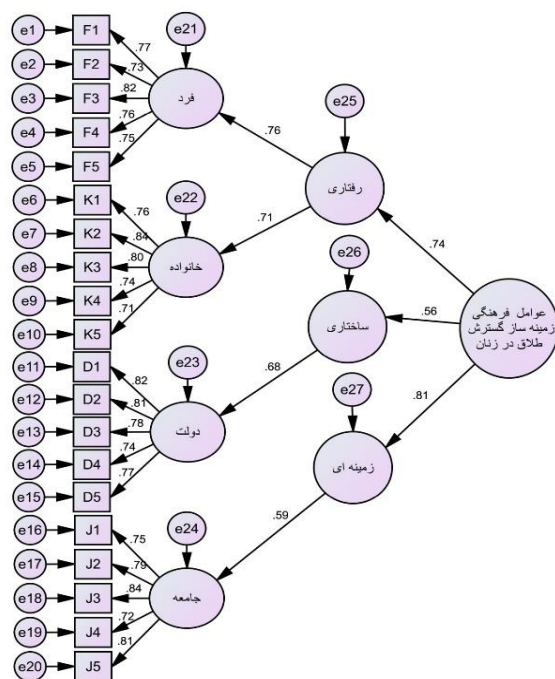 e1
F1
e2
F2
e3
F3
e4
F4
e5
F5
e6
K1
e7
K2
e8
K3
e9
K4
e10
K5
e11
D1
e12
D2
e13
D3
e14
D4
e15
D5
e16
J1
e17
J2
e18
J3
e19
J4
e20
J5
.77
.73
.82
.76
.75
.76
.84
.80
.74
.71
.82
.81
.78
.74
.77
.75
.79
.84
.72
.81
e21
فرد
e22
خانواده
e23
دولت
e24
جامعه
.76
.71
.68
.59
e25
رفتاری
e26
ساختاری
e27
زمینه ای
.74
.56
.81
عوامل فرهنگی
زمینه ساز گسترش
طلاق در زنان